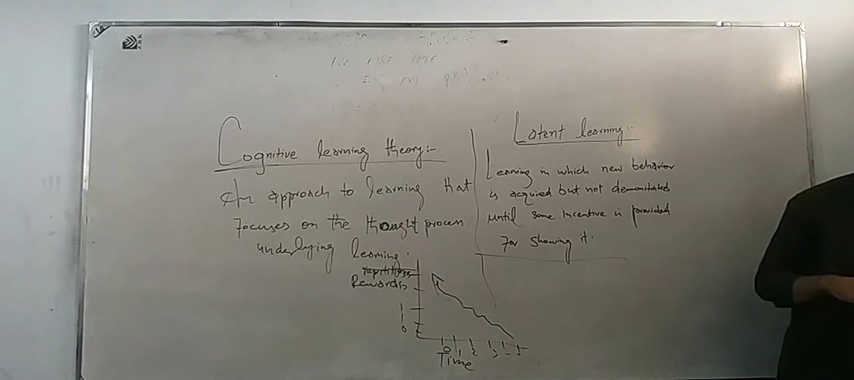 Cognitive learning theory:-
An approach to learning that
Focuses on the thought process
underlying learning.
Latent learning:-
Learning in which new behavior
is acquired but not demonstrated
until some incentive is provided
For showing it.
Rewards
0
Time